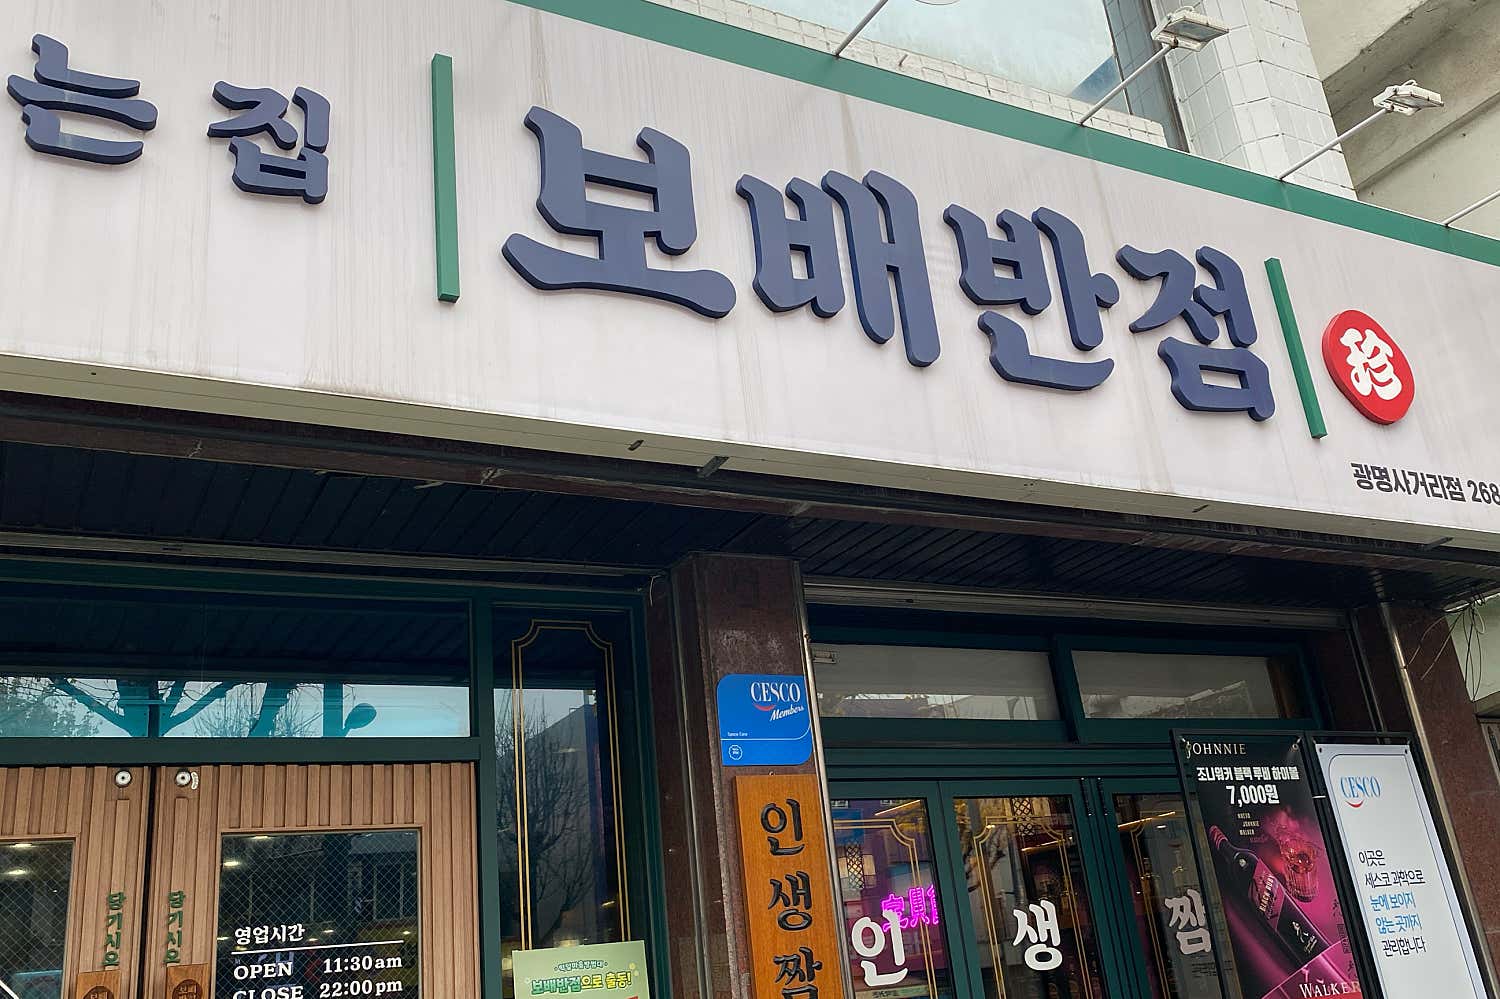 는 집
보배반점
珍
광명사거리점 268
CESCO
Members
인생짬
당기시오
당기시오
영업시간
OPEN 11:30am
CLOSE 22:00pm
보배반점으로 출동!
인
생
짬
JOHNNIE
조니워커 블랙 루비 하이볼
7,000원
BLACK RUBY
WALKER
CESCO
이곳은
세스코 과학으로
눈에 보이지
않는 곳까지
관리합니다